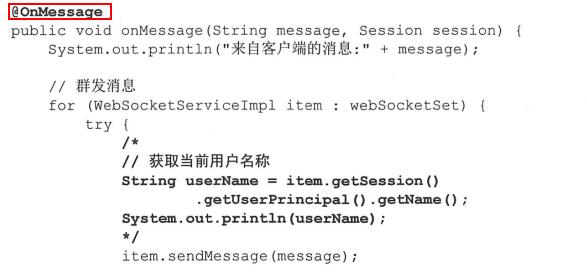 @OnMessage
public void onMessage(String message, Session session) {
System.out.println("来自客户端的消息:" + message);
// 群发消息
for (WebSocketServiceImpl item : webSocketSet) {
try {
/*
// 获取当前用户名称
String userName = item.getSession()
.getUserPrincipal().getName();
System.out.println(userName);
*/
item.sendMessage(message);